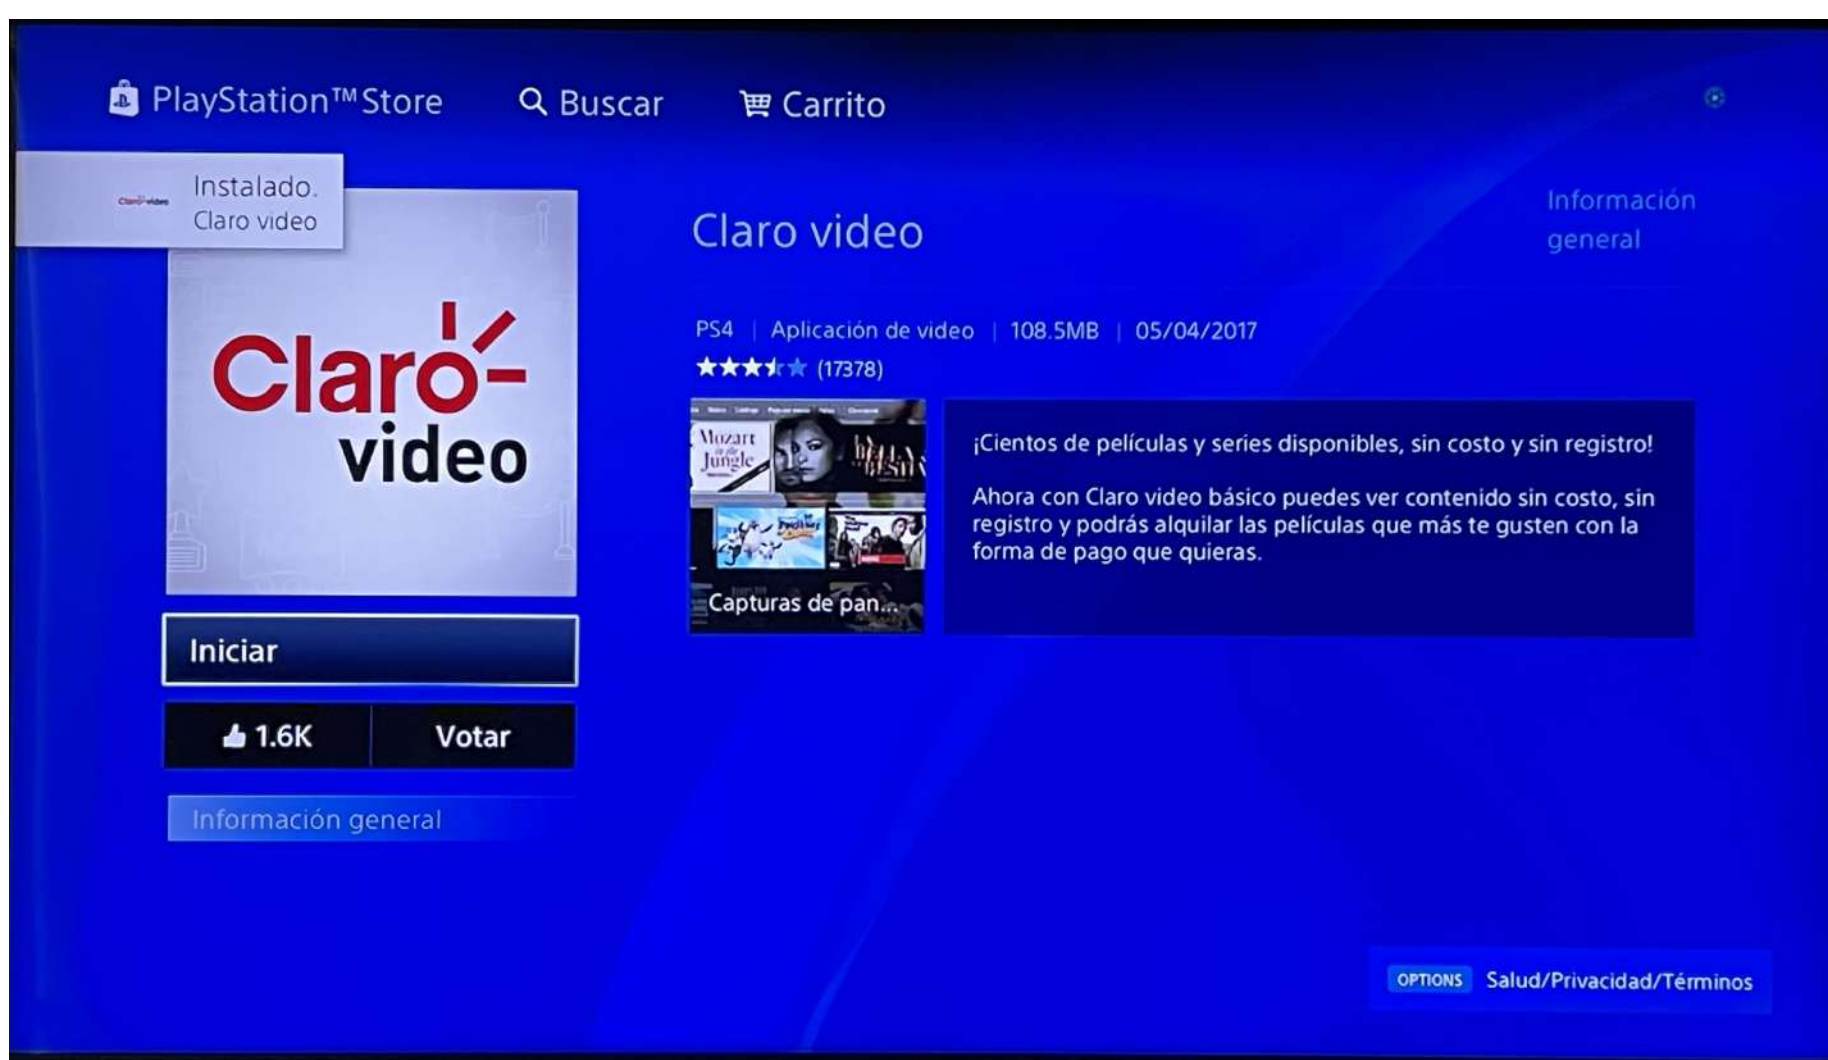 PlayStation™Store
Buscar
Carrito
Instalado.
Claro video
Claro video
Claro
video
Claro video
Información
general
PS4 | Aplicación de video | 108.5MB | 05/04/2017
(17378)
Mozart
in the
Jungle
¡Cientos de películas y series disponibles, sin costo y sin registro!
Ahora con Claro video básico puedes ver contenido sin costo, sin
registro y podrás alquilar las películas que más te gusten con la
forma de pago que quieras.
Capturas de pan...
Iniciar
1.6K
Votar
Información general
OPTIONS Salud/Privacidad/Términos